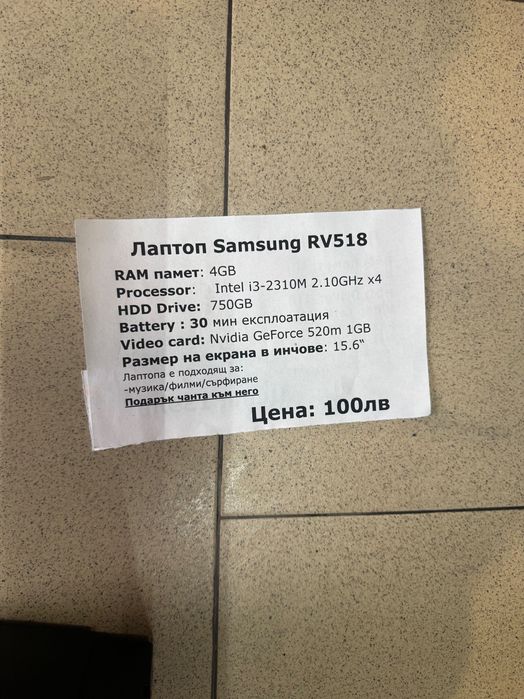 Лаптоп Samsung RV518
RAM памет: 4GB
Processor: Intel i3-2310M 2.10GHz x4
HDD Drive: 750GB
Battery : 30 мин експлоатация
Video card: Nvidia GeForce 520m 1GB
Размер на екрана в инчове: 15.6“
Лаптопа е подходящ за:
-музика/филми/сърфиране
Подарък чанта към него
Цена: 100лв